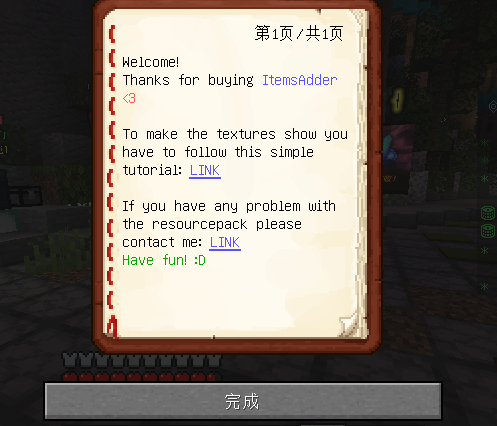 第1页/共1页
Welcome!
Thanks for buying ItemsAdder
<3
To make the textures show you
have to follow this simple
tutorial: LINK
If you have any problem with
the resourcepack please
contact me: LINK
Have fun! :D
完成